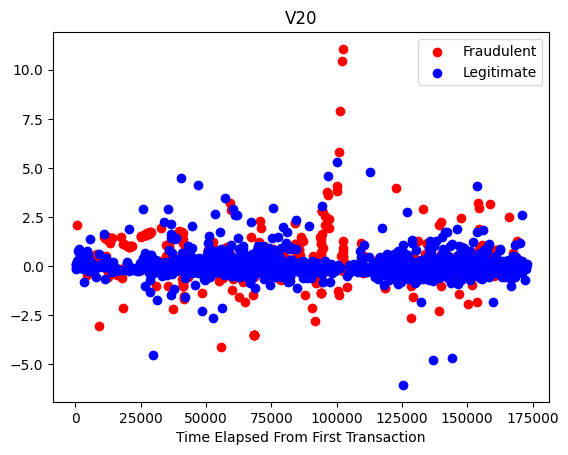 V20
Fraudulent
Legitimate
10.0
7.5
5.0
2.5
0.0
−2.5
−5.0
0 25000 50000 75000 100000 125000 150000 175000
Time Elapsed From First Transaction